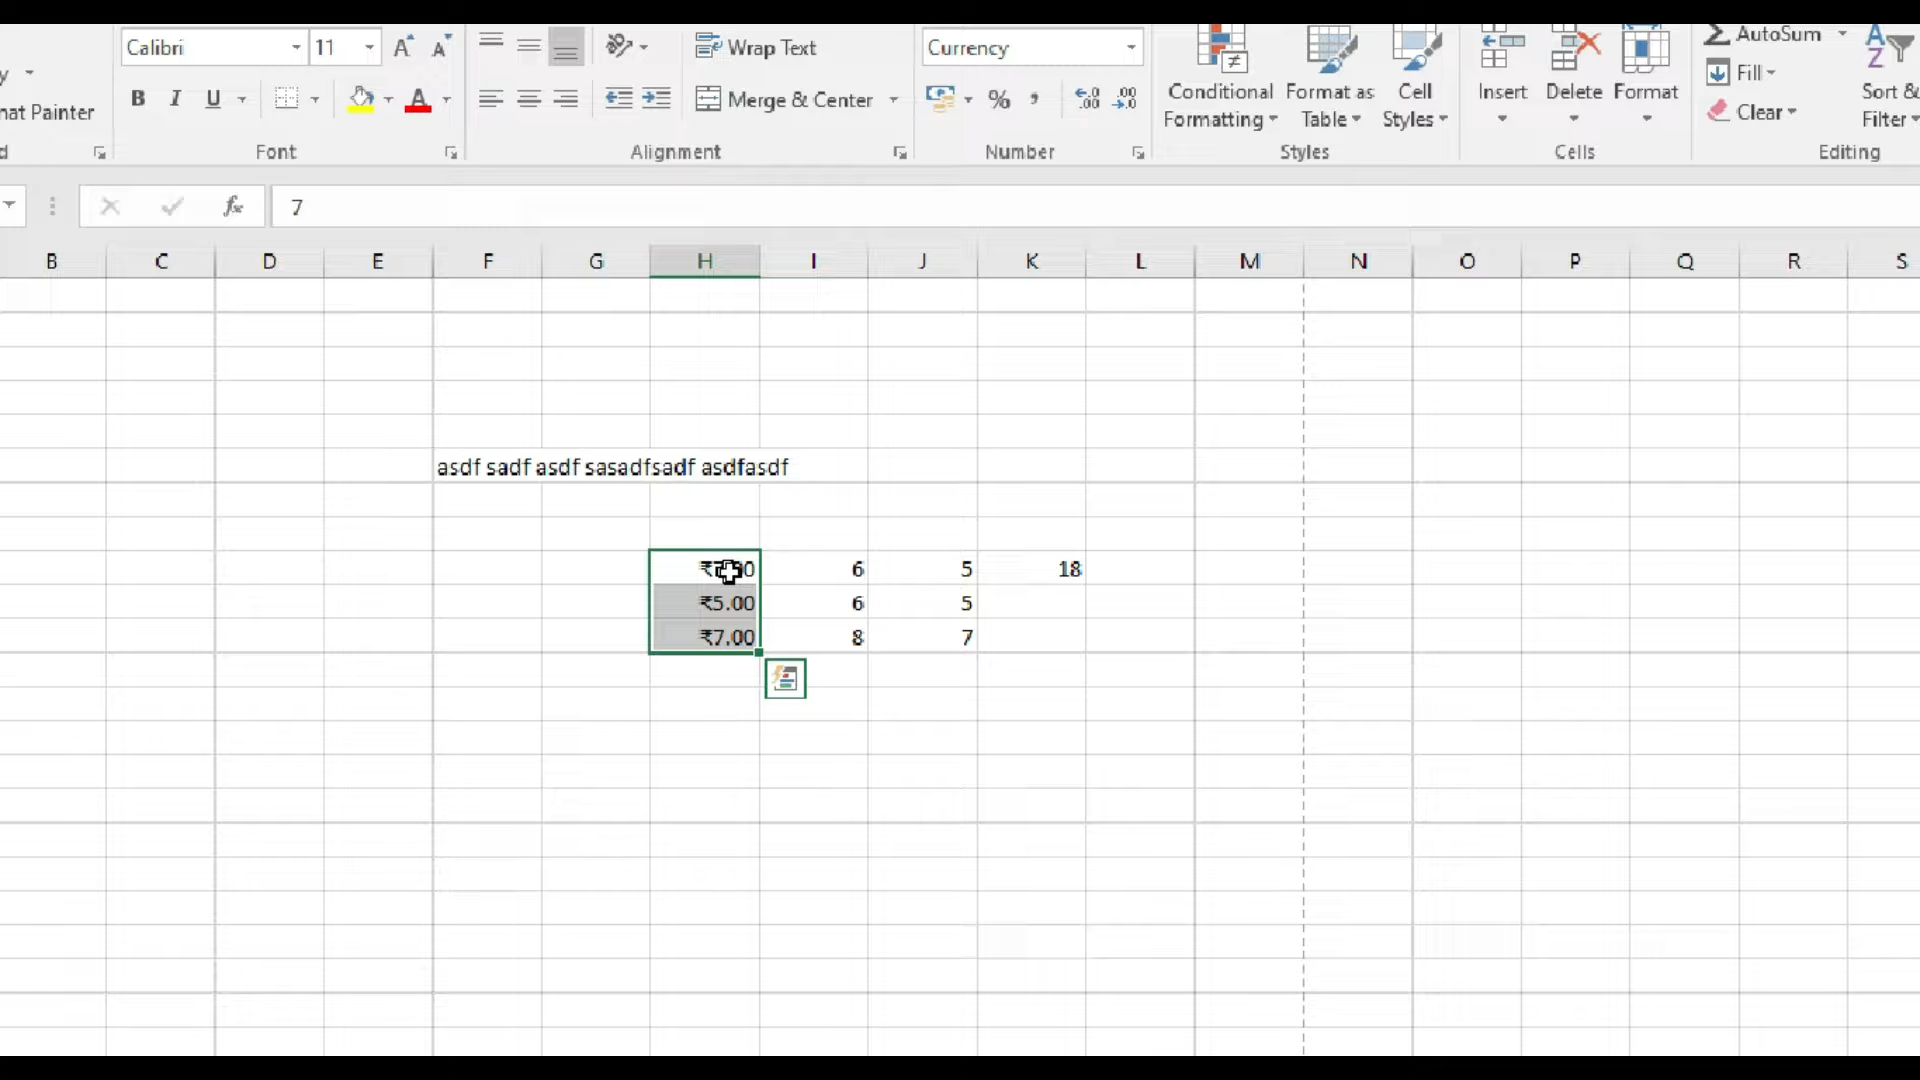 Calibri 11 Wrap Text Currency AutoSum
Fill
B I U Merge & Center % , Conditional Formatting Format as Table Cell Styles Insert Delete Format Sort & Filter
nat Painter Clear
Font Alignment Number Styles Cells Editing
fx 7
B C D E F G H I J K L M N O P Q R S
asdf sadf asdf sasadfsadf asdfasdf
6 5 18
₹5.00 6 5
₹7.00 8 7